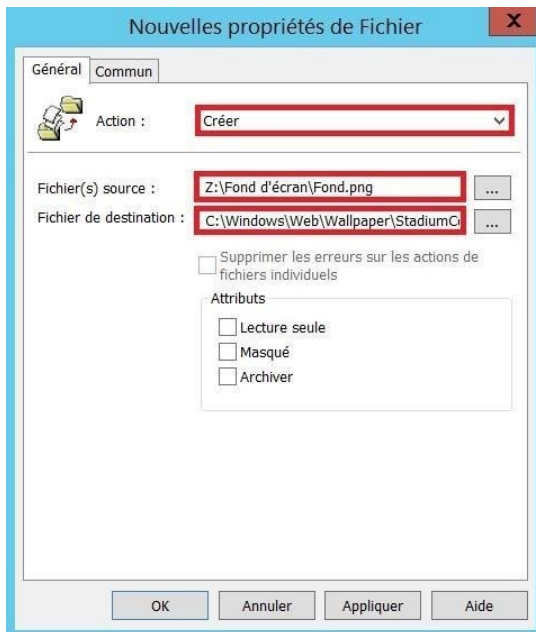 Nouvelles propriétés de Fichier
X
Général Commun
Action : Créer
Fichier(s) source : Z:\Fond d'écran\Fond.png ...
Fichier de destination : C:\Windows\Web\Wallpaper\StadiumC ...
Supprimer les erreurs sur les actions de
fichiers individuels
Attributs
Lecture seule
Masqué
Archiver
OK Annuler Appliquer Aide